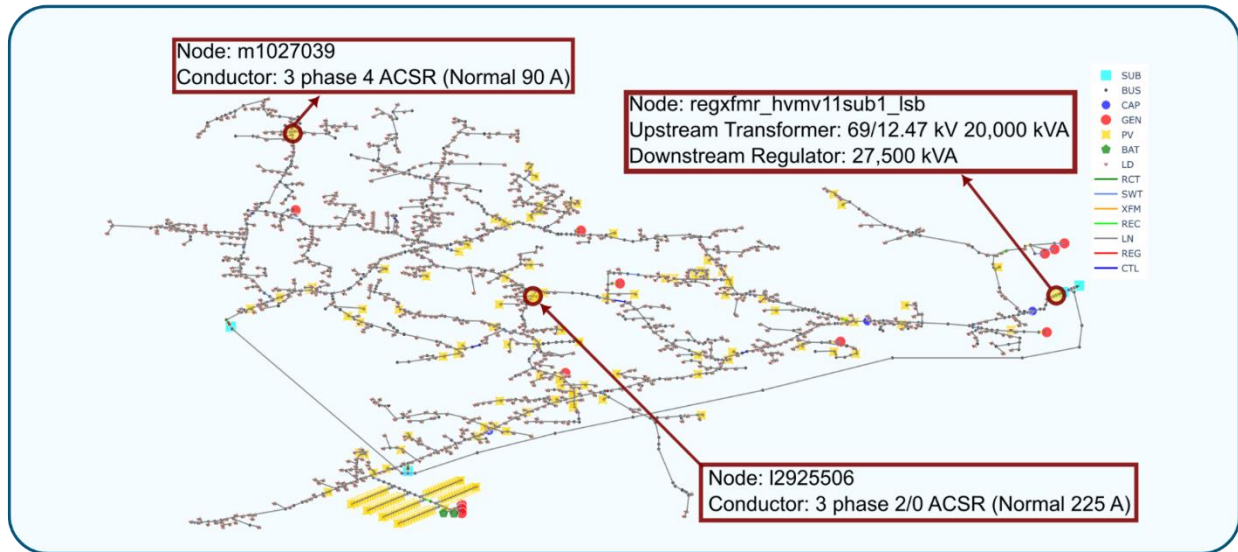 Node: m1027039
Conductor: 3 phase 4 ACSR (Normal 90 A)
Node: regxfmr_hvmv11sub1_lsb
Upstream Transformer: 69/12.47 kV 20,000 kVA
Downstream Regulator: 27,500 kVA
SUB
BUS
CAP
GEN
PV
BAT
LD
RCT
SWT
XFM
REC
LN
REG
CTL
Node: l2925506
Conductor: 3 phase 2/0 ACSR (Normal 225 A)